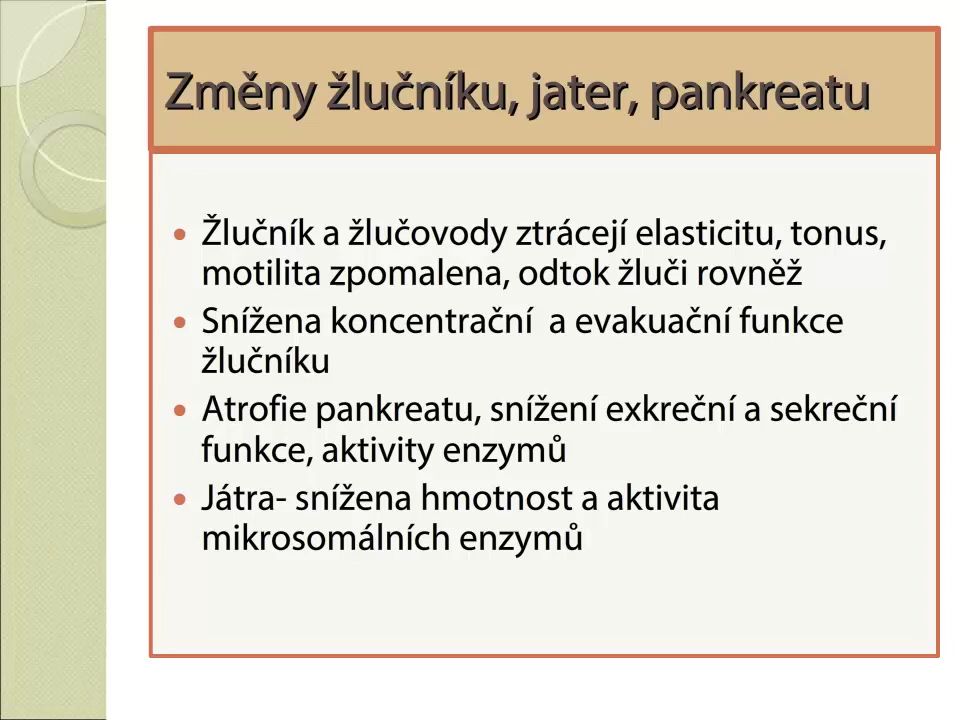 Změny žlučníku, jater, pankreatu
• Žlučník a žlučovody ztrácejí elasticitu, tonus,
motilita zpomalena, odtok žluči rovněž
• Snížena koncentrační  a evakuační funkce
žlučníku
• Atrofie pankreatu, snížení exkreční a sekreční
funkce, aktivity enzymů
• Játra- snížena hmotnost a aktivita
mikrosomálních enzymů